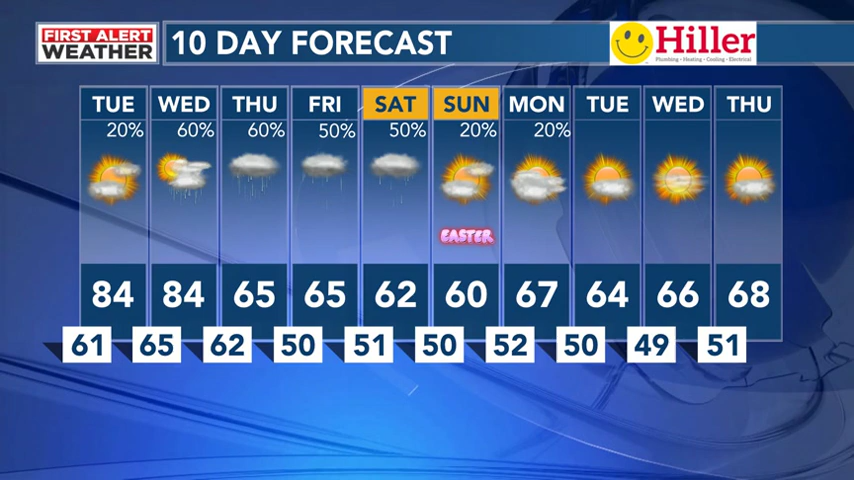 FIRST ALERT
WEATHER
10 DAY FORECAST
Hiller
Plumbing • Heating • Cooling • Electrical
TUE WED THU FRI SAT SUN MON TUE WED THU
20% 60% 60% 50% 50% 20% 20%
EASTER
84 84 65 65 62 60 67 64 66 68
61 65 62 50 51 50 52 50 49 51